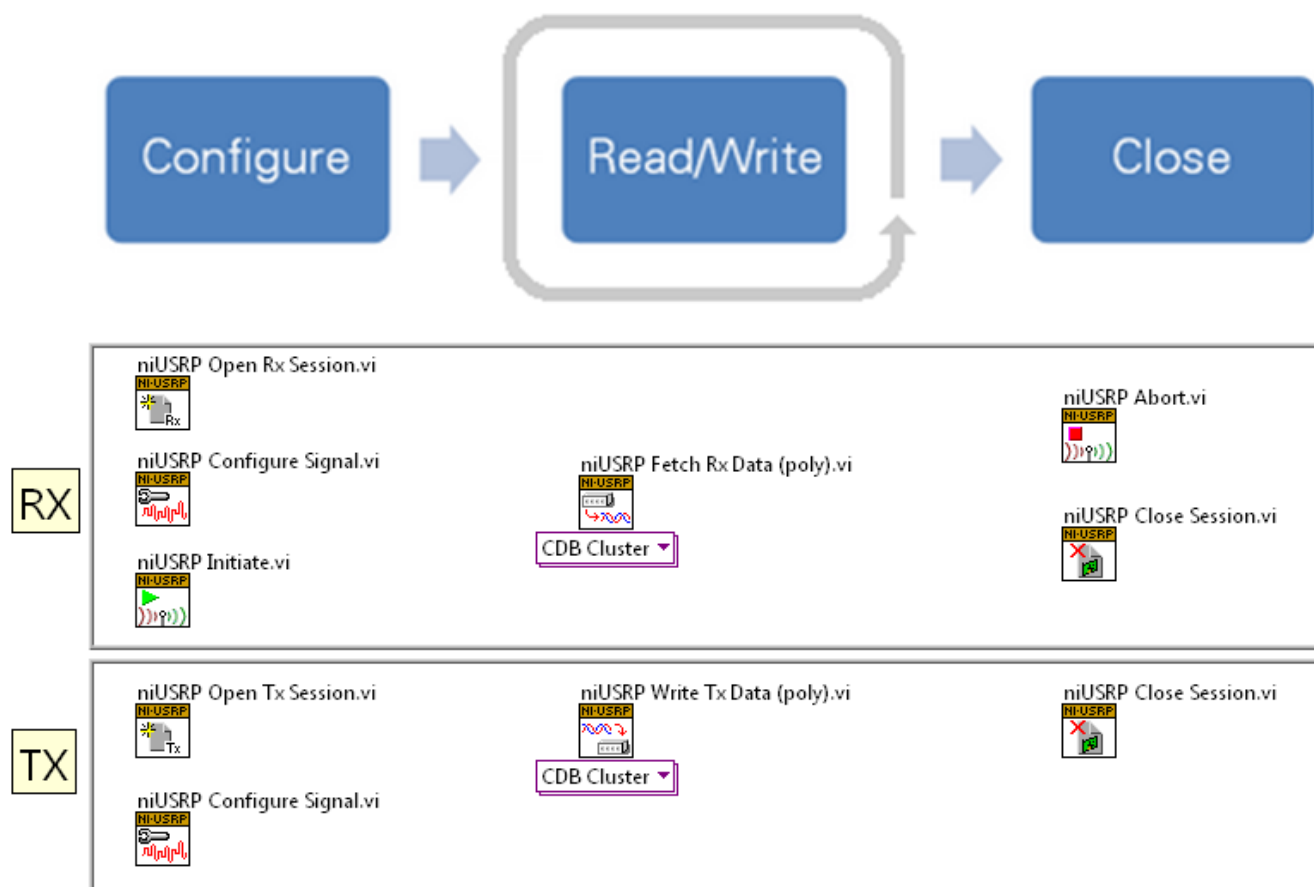 Configure
Read/Write
Close
RX
niUSRP Open Rx Session.vi
NI-USRP
Rx
niUSRP Configure Signal.vi
NI-USRP
niUSRP Initiate.vi
NI-USRP
niUSRP Fetch Rx Data (poly).vi
NI-USRP
CDB Cluster
niUSRP Abort.vi
NI-USRP
niUSRP Close Session.vi
NI-USRP
TX
niUSRP Open Tx Session.vi
NI-USRP
Tx
niUSRP Configure Signal.vi
NI-USRP
niUSRP Write Tx Data (poly).vi
NI-USRP
CDB Cluster
niUSRP Close Session.vi
NI-USRP